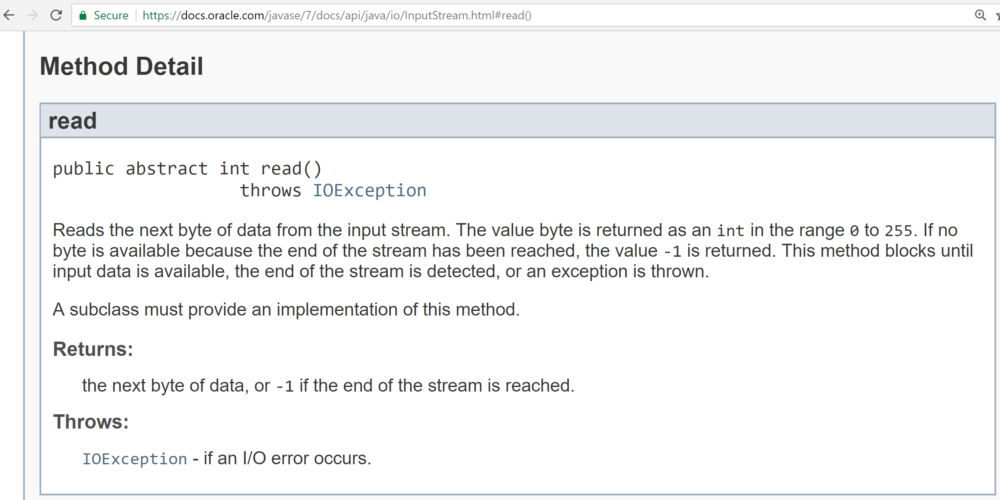 Secure https://docs.oracle.com/javase/7/docs/api/java/io/InputStream.html#read()
Method Detail
read
public abstract int read()
throws IOException
Reads the next byte of data from the input stream. The value byte is returned as an int in the range 0 to 255. If no
byte is available because the end of the stream has been reached, the value -1 is returned. This method blocks until
input data is available, the end of the stream is detected, or an exception is thrown.
A subclass must provide an implementation of this method.
Returns:
the next byte of data, or -1 if the end of the stream is reached.
Throws:
IOException - if an I/O error occurs.